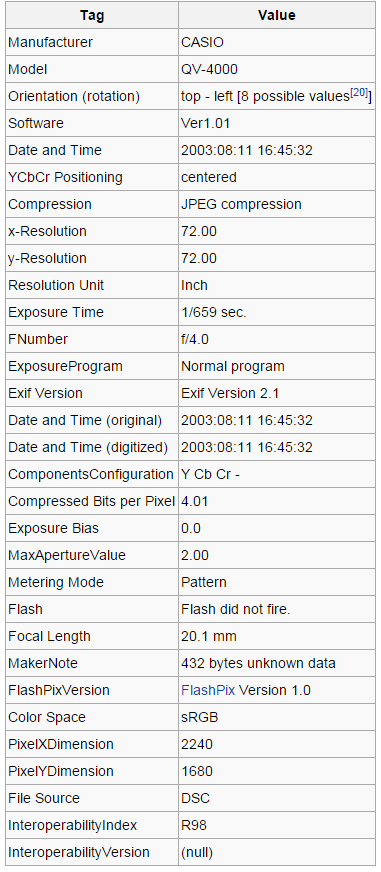 Tag Value
Manufacturer CASIO
Model QV-4000
Orientation (rotation) top - left [8 possible values[20]]
Software Ver1.01
Date and Time 2003:08:11 16:45:32
YCbCr Positioning centered
Compression JPEG compression
x-Resolution 72.00
y-Resolution 72.00
Resolution Unit Inch
Exposure Time 1/659 sec.
FNumber f/4.0
ExposureProgram Normal program
Exif Version Exif Version 2.1
Date and Time (original) 2003:08:11 16:45:32
Date and Time (digitized) 2003:08:11 16:45:32
ComponentsConfiguration Y Cb Cr -
Compressed Bits per Pixel 4.01
Exposure Bias 0.0
MaxApertureValue 2.00
Metering Mode Pattern
Flash Flash did not fire.
Focal Length 20.1 mm
MakerNote 432 bytes unknown data
FlashPixVersion FlashPix Version 1.0
Color Space sRGB
PixelXDimension 2240
PixelYDimension 1680
File Source DSC
InteroperabilityIndex R98
InteroperabilityVersion (null)